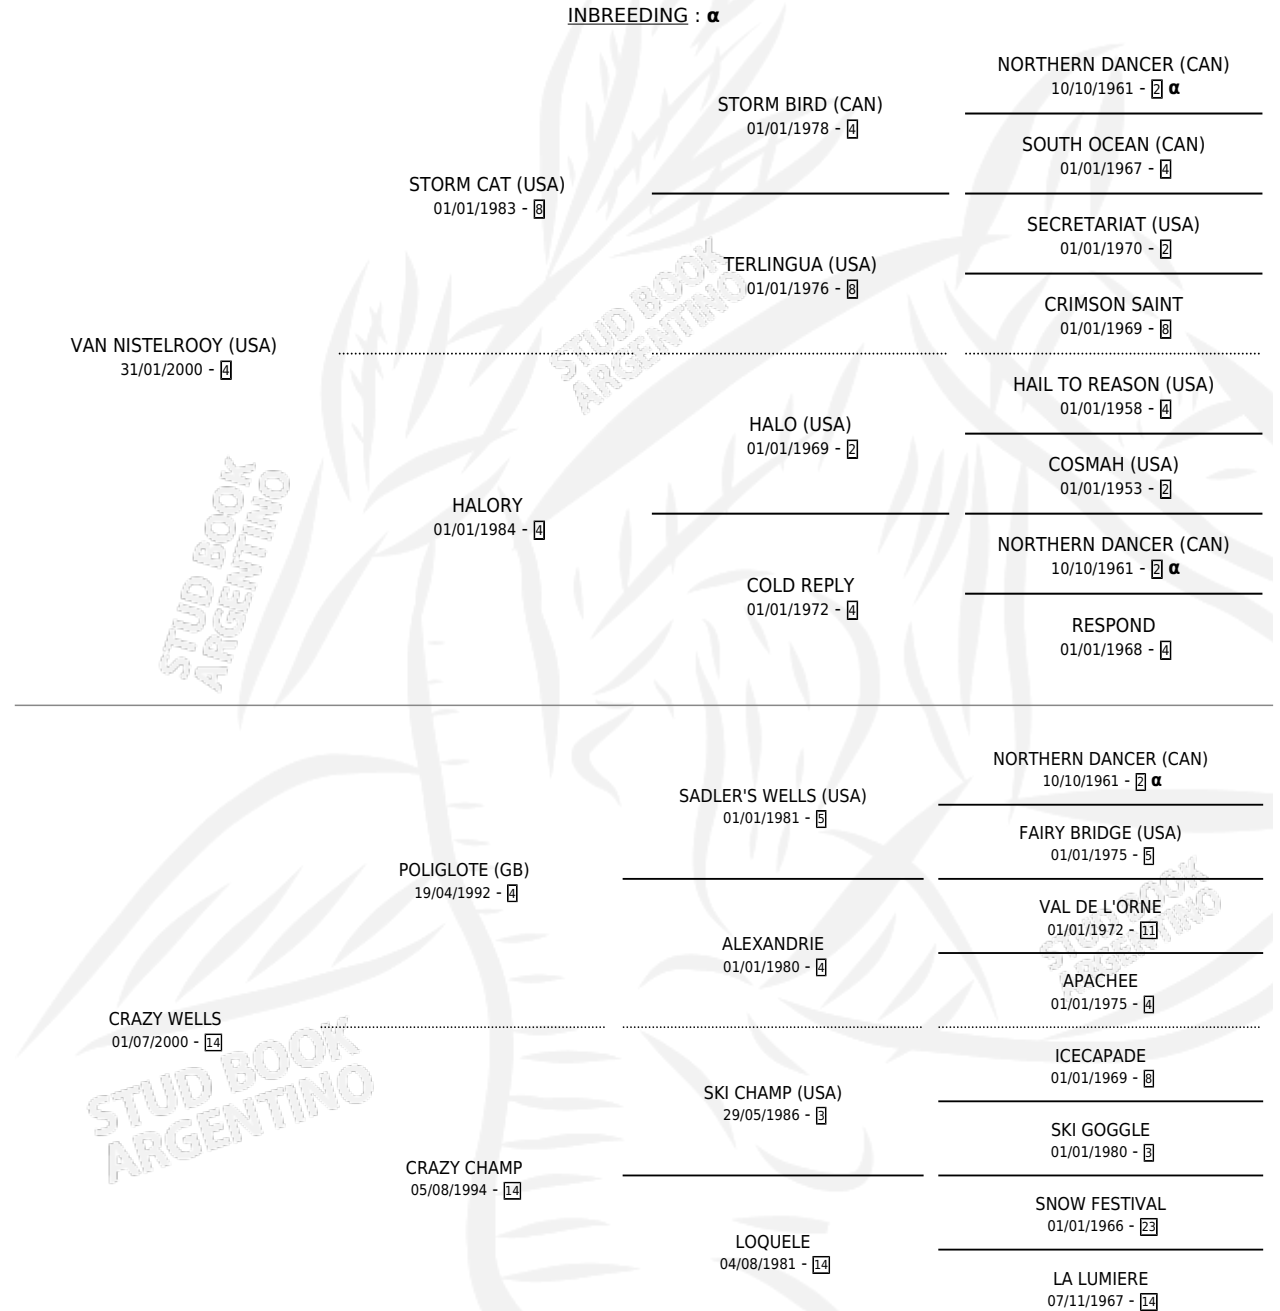 INBREEDING : α
NORTHERN DANCER (CAN)
10/10/1961 - 2 α
STORM BIRD (CAN)
01/01/1978 - 4
SOUTH OCEAN (CAN)
01/01/1967 - 4
STORM CAT (USA)
01/01/1983 - 8
SECRETARIAT (USA)
01/01/1970 - 2
TERLINGUA (USA)
01/01/1976 - 8
CRIMSON SAINT
01/01/1969 - 8
VAN NISTELROOY (USA)
31/01/2000 - 4
HAIL TO REASON (USA)
01/01/1958 - 4
HALO (USA)
01/01/1969 - 2
COSMAH (USA)
01/01/1953 - 2
HALORY
01/01/1984 - 4
NORTHERN DANCER (CAN)
10/10/1961 - 2 α
COLD REPLY
01/01/1972 - 4
RESPOND
01/01/1968 - 4
NORTHERN DANCER (CAN)
10/10/1961 - 2 α
SADLER'S WELLS (USA)
01/01/1981 - 5
FAIRY BRIDGE (USA)
01/01/1975 - 5
POLIGLOTE (GB)
19/04/1992 - 4
VAL DE L'ORNE
01/01/1972 - 11
ALEXANDRIE
01/01/1980 - 4
APACHEE
01/01/1975 - 4
CRAZY WELLS
01/07/2000 - 14
ICECAPADE
01/01/1969 - 8
SKI CHAMP (USA)
29/05/1986 - 3
SKI GOGGLE
01/01/1980 - 3
CRAZY CHAMP
05/08/1994 - 14
SNOW FESTIVAL
01/01/1966 - 23
LOQUELE
04/08/1981 - 14
LA LUMIERE
07/11/1967 - 14
STUD BOOK
ARGENTINO
STUD BOOK
ARGENTINO
STUD BOOK
ARGENTINO
STUD BOOK
ARGENTINO